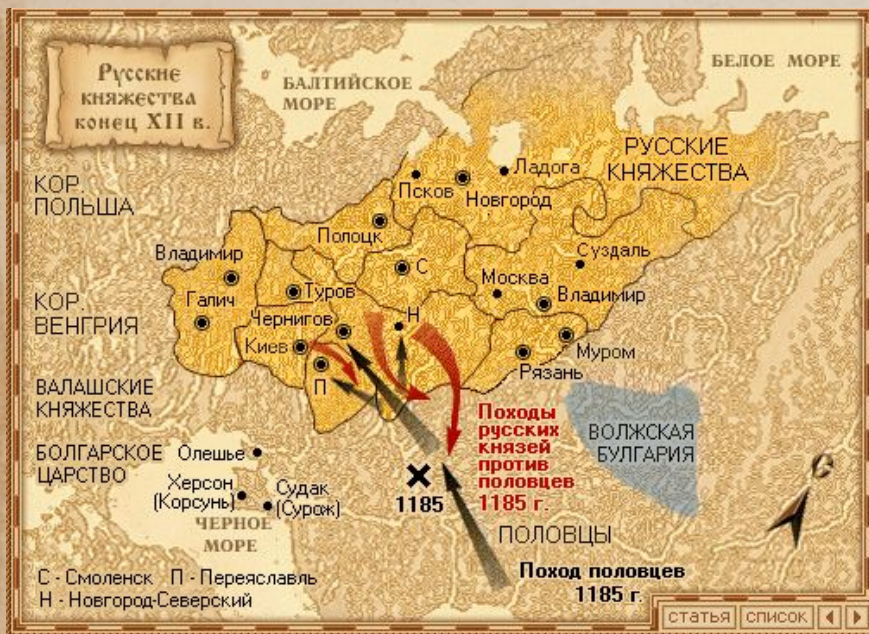 Русские
княжества
конец XII в.
БАЛТИЙСКОЕ
МОРЕ
БЕЛОЕ МОРЕ
РУССКИЕ
КНЯЖЕСТВА
КОР.
ПОЛЬША
Ладога
Псков
Новгород
Полоцк
Суздаль
Владимир
С
Москва
Галич
Туров
Владимир
КОР.
ВЕНГРИЯ
Чернигов
Н
Киев
Муром
П
Рязань
ВАЛАШСКИЕ
КНЯЖЕСТВА
Походы
русских
князей
против
половцев
1185 г.
ВОЛЖСКАЯ
БУЛГАРИЯ
БОЛГАРСКОЕ
ЦАРСТВО
Олешье
Херсон
(Корсунь)
Судак
(Сурож)
1185
С
ЧЕРНОЕ
МОРЕ
ПОЛОВЦЫ
Поход половцев
1185 г.
С - Смоленск П - Переяславль
Н - Новгород-Северский
статья список